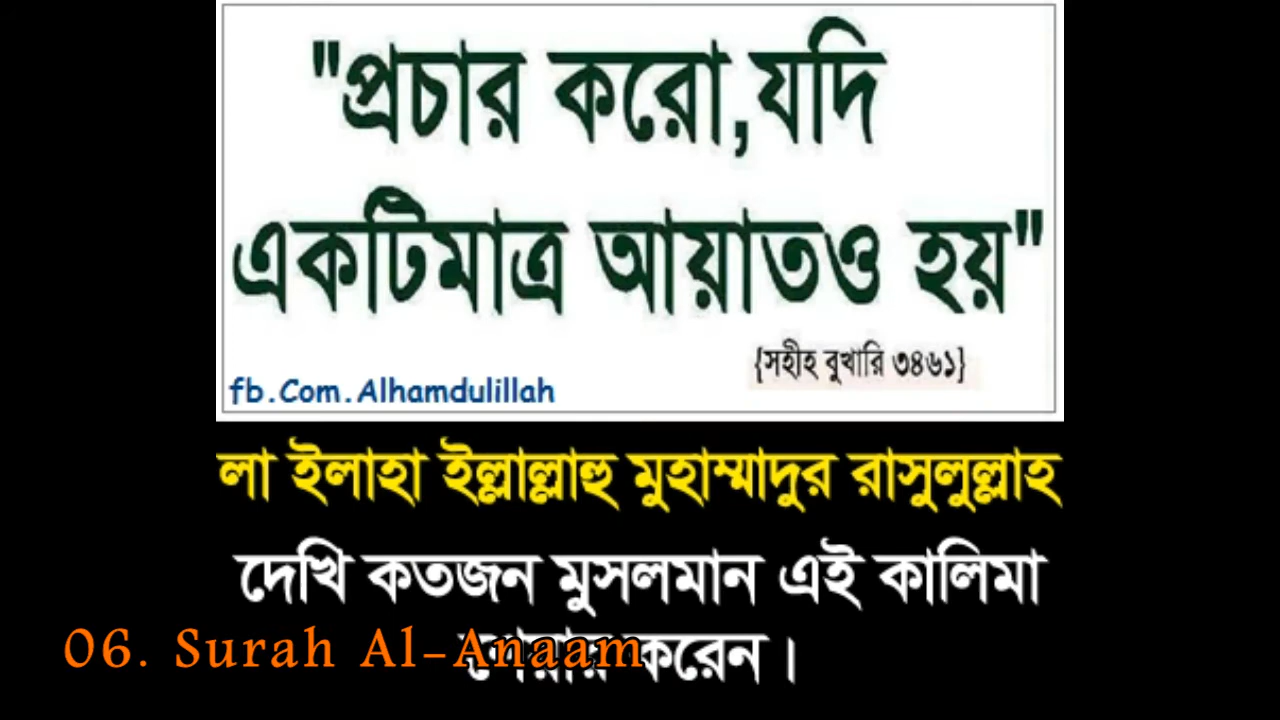 "প্রচার করো,যদি
একটিমাত্র আয়াতও হয়"
{সহীহ বুখারি ৩৪৬১}
fb.Com.Alhamdulillah
লা ইলাহা ইল্লাল্লাহু মুহাম্মাদুর রাসুলুল্লাহ
দেখি কতজন মুসলমান এই কালিমা
করেন।
06. Surah Al-Anaam